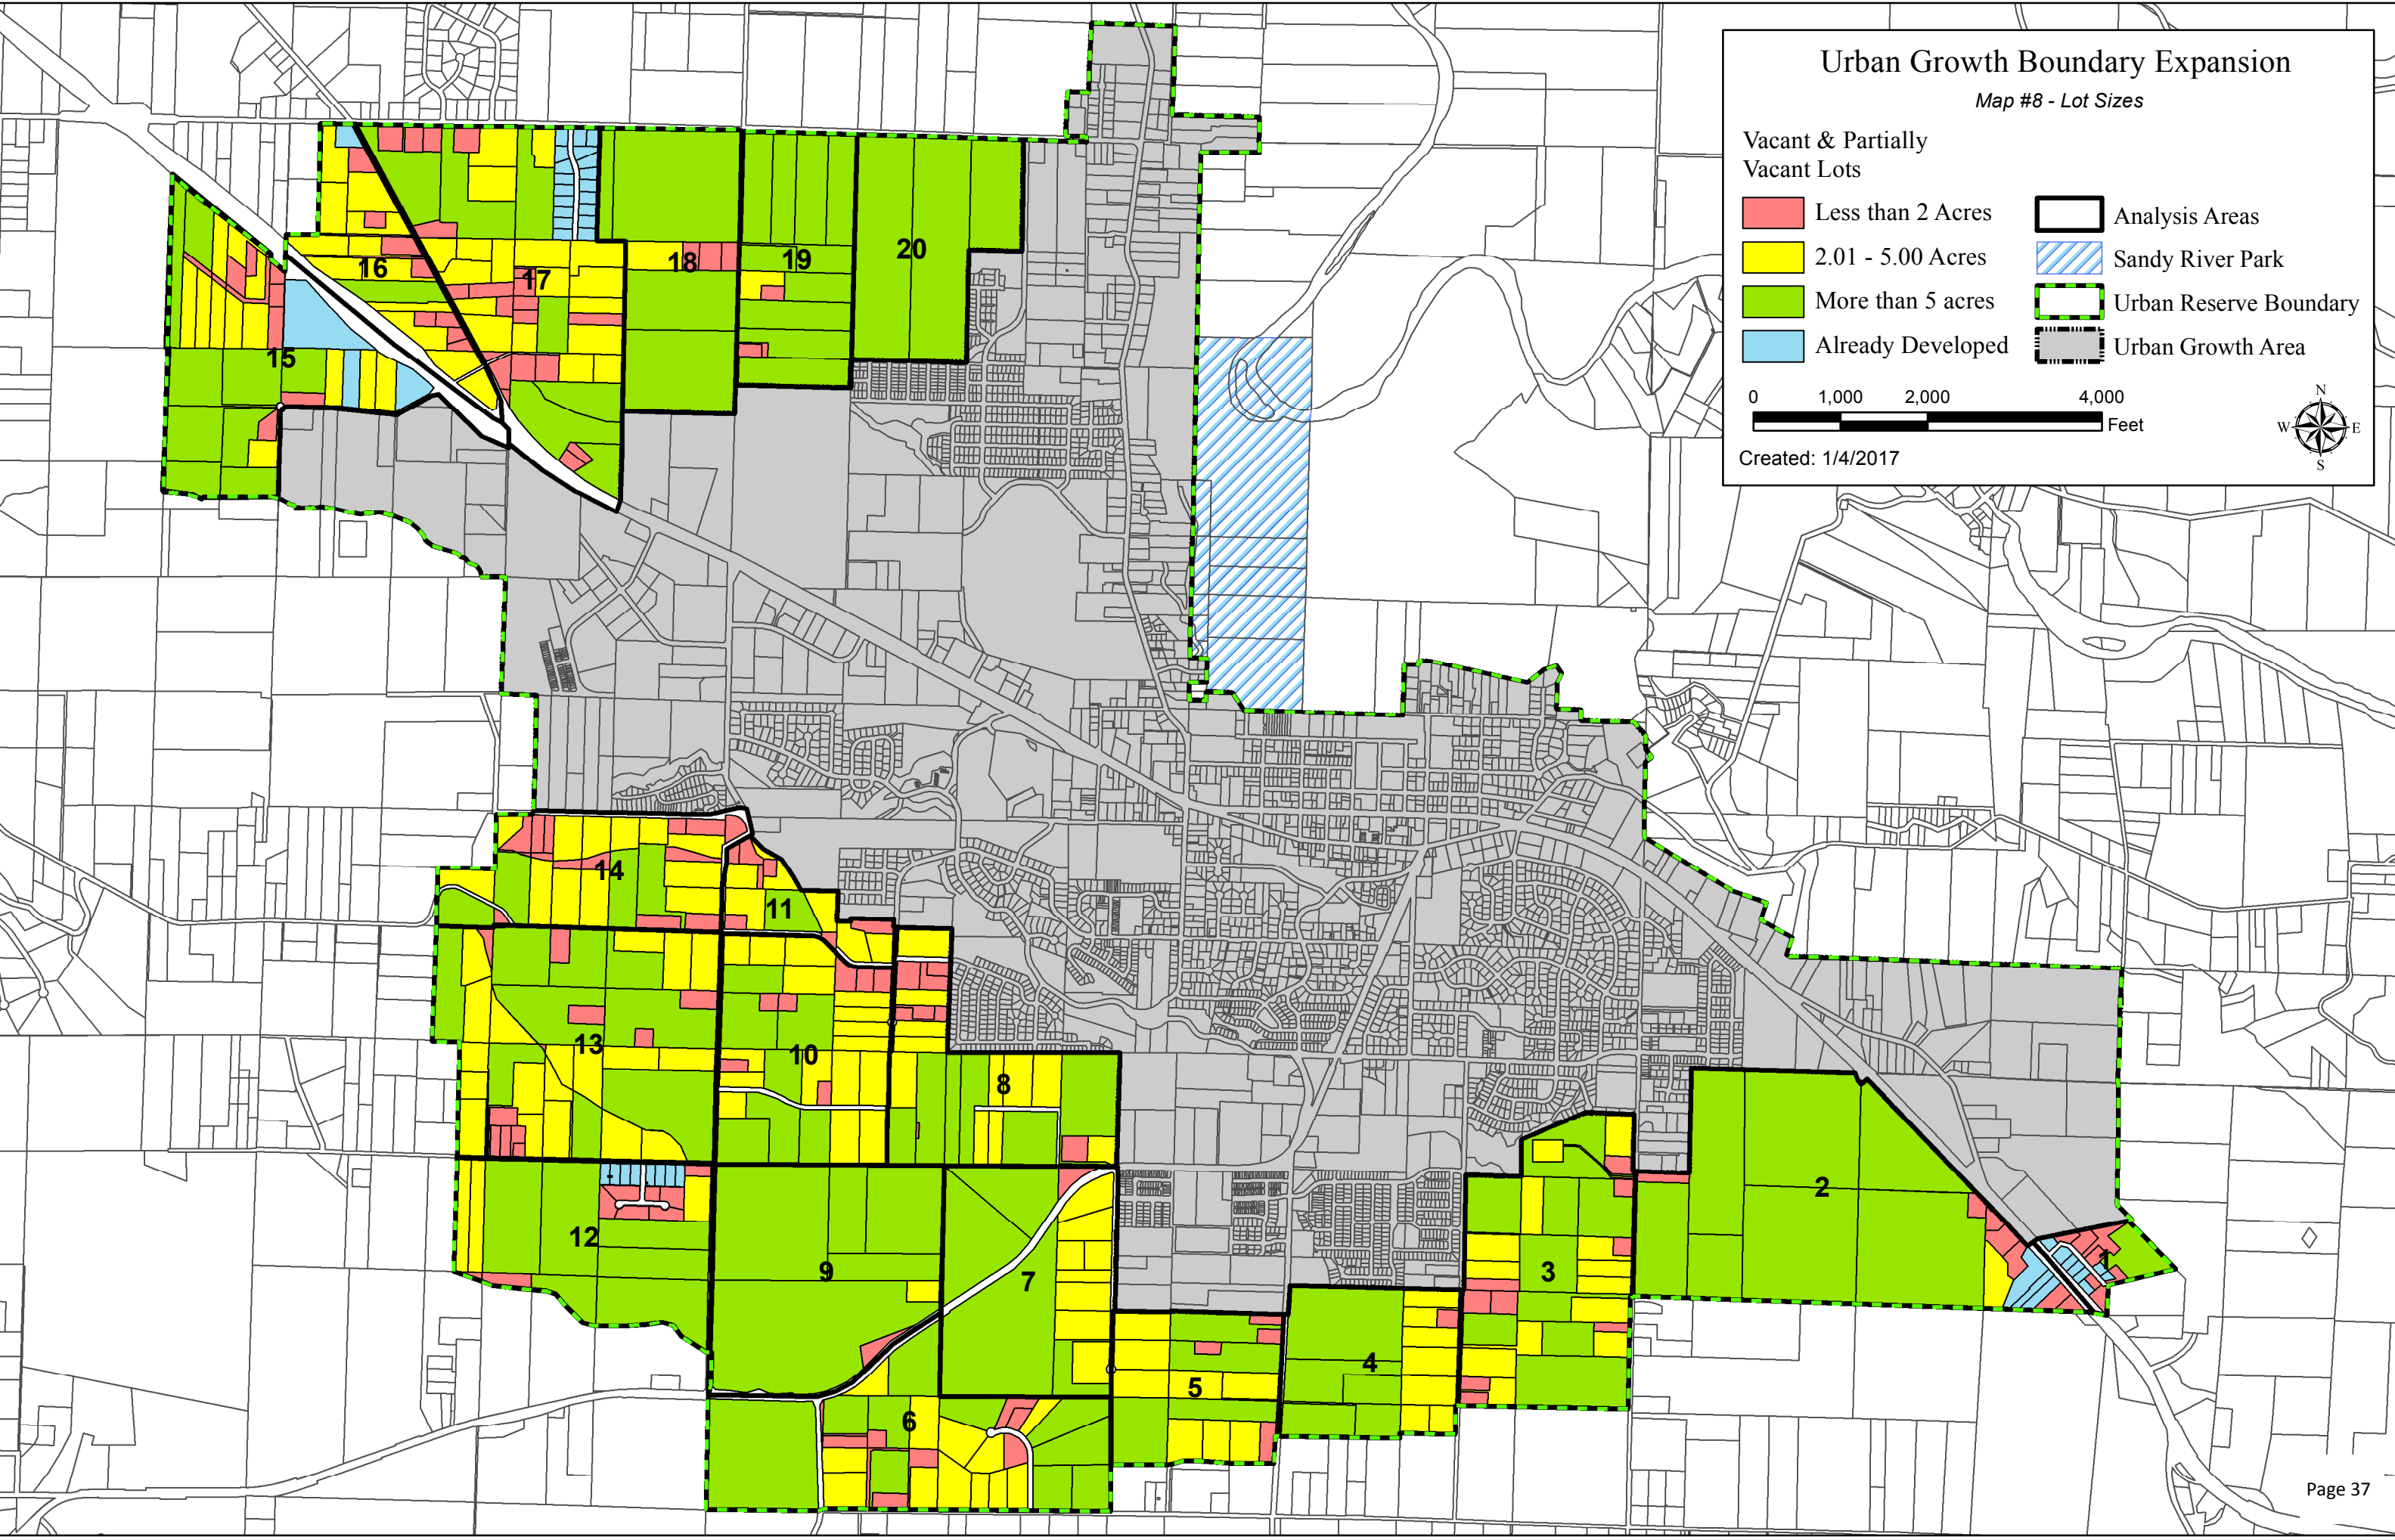 Urban Growth Boundary Expansion
Map #8 - Lot Sizes
Vacant & Partially
Vacant Lots
Less than 2 Acres
2.01 - 5.00 Acres
More than 5 acres
Already Developed
Analysis Areas
Sandy River Park
Urban Reserve Boundary
Urban Growth Area
0 1,000 2,000 4,000
Feet
N
W E
S
Created: 1/4/2017
20
19
18
16
17
15
14
11
13
10
8
2
12
9
7
3
1
4
5
6
Page 37